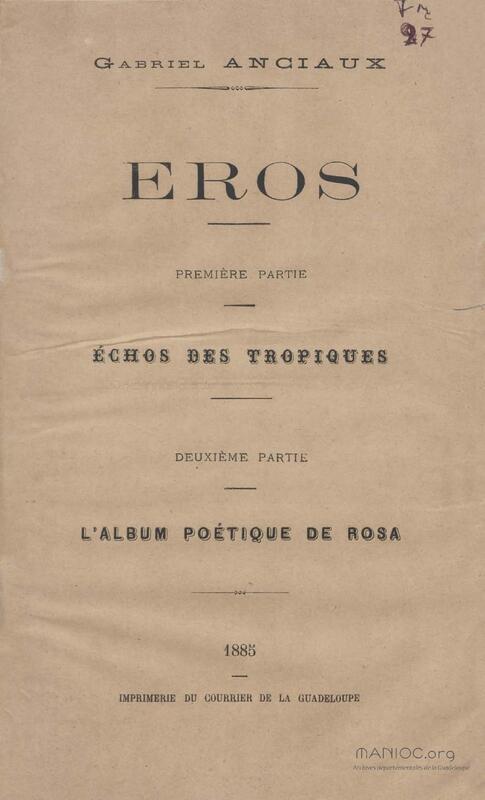 27
GABRIEL ANCIAUX
EROS
PREMIÈRE PARTIE
ÉCHOS DES TROPIQUES
DEUXIÈME PARTIE
L'ALBUM POÉTIQUE DE ROSA
1885
IMPRIMERIE DU COURRIER DE LA GUADELOUPE
MANIOC.org
Archives départementales de la Guadeloupe